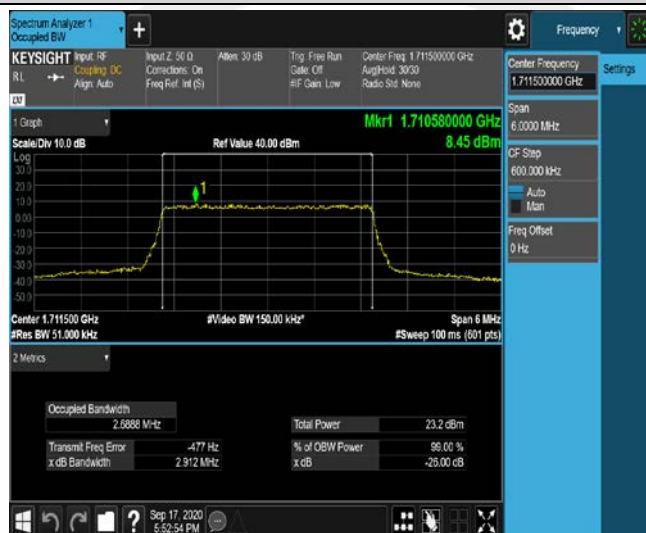 Spectrum Analyzer 1
Occupied BW
+
Frequency
KEYSIGHT
RL
Input: RF
Coupling: DC
Align: Auto
Input Z: 50 Ω
Corrections: On
Freq Ref: Int (S)
Atten: 30 dB
Trig: Free Run
Gate: Off
#IF Gain: Low
Center Freq: 1.711500000 GHz
Avg|Hold: 30/30
Radio Std: None
Center Frequency
1.711500000 GHz
Settings
Span
6.0000 MHz
CF Step
600.000 kHz
Auto
Man
Freq Offset
0 Hz
1 Graph
Mkr1 1.710580000 GHz
Scale/Div 10.0 dB
Ref Value 40.00 dBm
8.45 dBm
Log
30.0
20.0
10.0
0.00
-10.0
-20.0
-30.0
-40.0
-50.0
1
Center 1.711500 GHz
#Video BW 150.00 kHz*
Span 6 MHz
#Res BW 51.000 kHz
#Sweep 100 ms (601 pts)
2 Metrics
Occupied Bandwidth
2.6888 MHz
Total Power 23.2 dBm
Transmit Freq Error -477 Hz
% of OBW Power 99.00 %
x dB Bandwidth 2.912 MHz
x dB -26.00 dB
?
Sep 17, 2020
5:52:54 PM